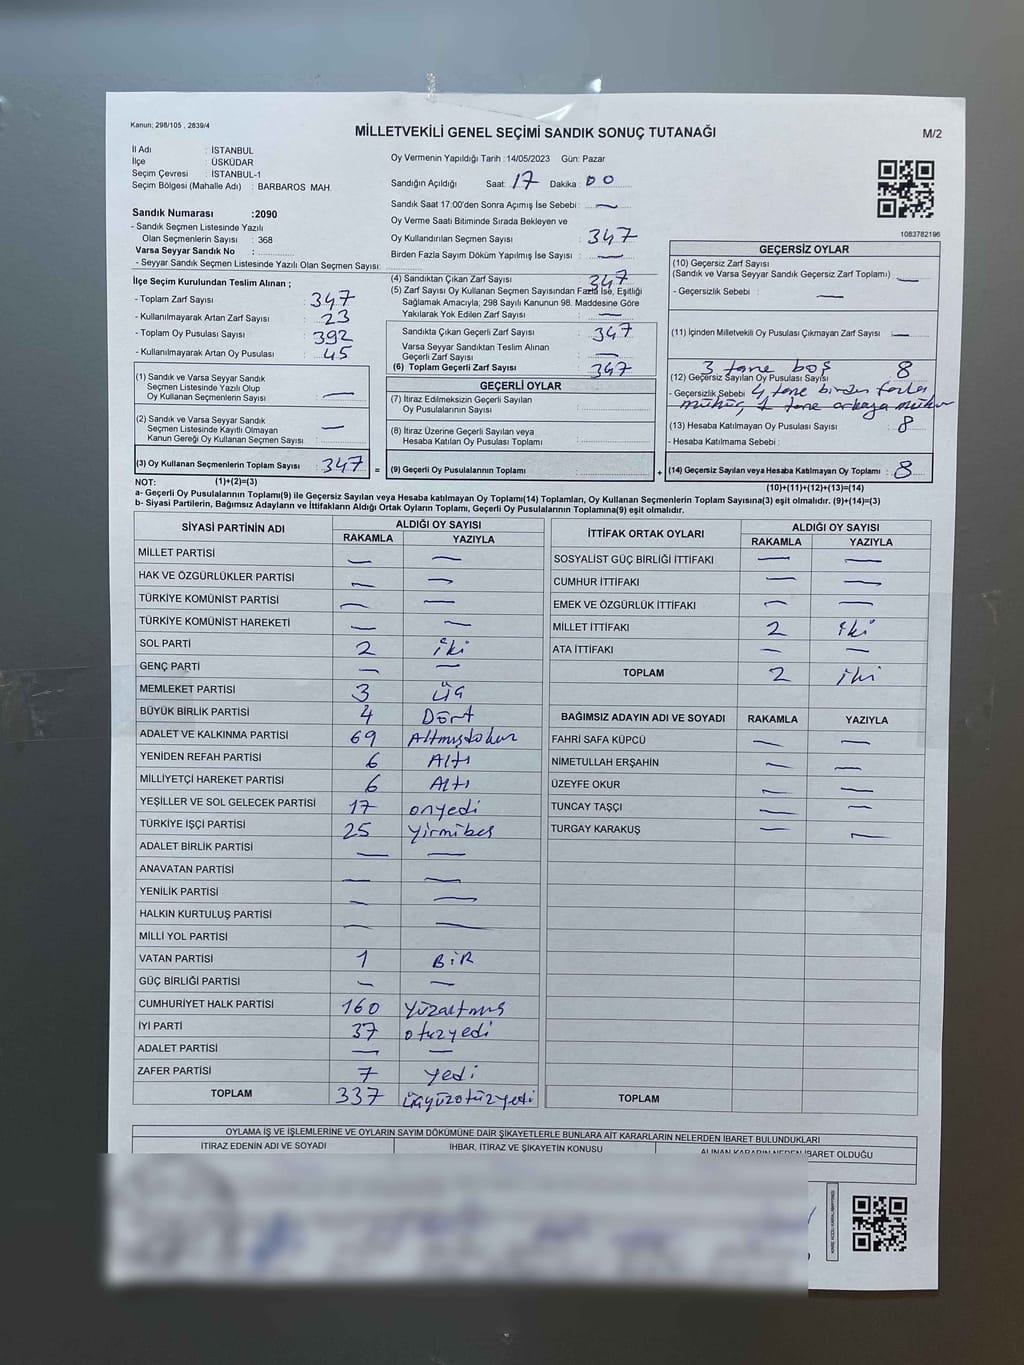 Kanun; 298/105 , 2839/4
MİLLETVEKİLİ GENEL SEÇİMİ SANDIK SONUÇ TUTANAĞI
M/2
İl Adı : İSTANBUL
İlçe : ÜSKÜDAR
Seçim Çevresi : İSTANBUL-1
Seçim Bölgesi (Mahalle Adı) : BARBAROS MAH.
Sandık Numarası :2090
- Sandık Seçmen Listesinde Yazılı
Olan Seçmenlerin Sayısı : 368
Varsa Seyyar Sandık No :
- Seyyar Sandık Seçmen Listesinde Yazılı Olan Seçmen Sayısı:
Oy Vermenin Yapıldığı Tarih :14/05/2023 Gün: Pazar
Sandığın Açıldığı Saat: 17 Dakika: 00
Sandık Saat 17:00'den Sonra Açımış İse Sebebi : —
Oy Verme Saati Bitiminde Sırada Bekleyen ve
Oy Kullandırılan Seçmen Sayısı : 347
Birden Fazla Sayım Döküm Yapılmış İse Sayısı : —
1083782196
İlçe Seçim Kurulundan Teslim Alınan ;
- Toplam Zarf Sayısı : 347
- Kullanılmayarak Artan Zarf Sayısı : 23
- Toplam Oy Pusulası Sayısı : 392
- Kullanılmayarak Artan Oy Pusulası : 45
(1) Sandık ve Varsa Seyyar Sandık
Seçmen Listesinde Yazılı Olup
Oy Kullanan Seçmenlerin Sayısı : —
(2) Sandık ve Varsa Seyyar Sandık
Seçmen Listesinde Kayıtlı Olmayan
Kanun Gereği Oy Kullanan Seçmen Sayısı : —
(3) Oy Kullanan Seçmenlerin Toplam Sayısı : 347 =
(1)+(2)=(3)
(4) Sandıktan Çıkan Zarf Sayısı : 347
(5) Zarf Sayısı Oy Kullanan Seçmen Sayısından Fazla İse, Eşitliği
Sağlamak Amacıyla; 298 Sayılı Kanunun 98. Maddesine Göre
Yakılarak Yok Edilen Zarf Sayısı : —
Sandıkta Çıkan Geçerli Zarf Sayısı : 347
Varsa Seyyar Sandıktan Teslim Alınan
Geçerli Zarf Sayısı : —
(6) Toplam Geçerli Zarf Sayısı : 347
GEÇERLİ OYLAR
(7) İtiraz Edilmeksizin Geçerli Sayılan
Oy Pusulalarının Sayısı :
(8) İtiraz Üzerine Geçerli Sayılan veya
Hesaba Katılan Oy Pusulası Toplamı :
(9) Geçerli Oy Pusulalarının Toplamı : +
GEÇERSİZ OYLAR
(10) Geçersiz Zarf Sayısı
(Sandık ve Varsa Seyyar Sandık Geçersiz Zarf Toplamı) : —
- Geçersizlik Sebebi : —
(11) İçinden Milletvekili Oy Pusulası Çıkmayan Zarf Sayısı : —
3 tane boş
(12) Geçersiz Sayılan Oy Pusulası Sayısı : 8
- Geçersizlik Sebebi : 4 tane birden fazla
mühür, 1 tane arkaya mühür
(13) Hesaba Katılmayan Oy Pusulası Sayısı : 8
- Hesaba Katılmama Sebebi :
(14) Geçersiz Sayılan veya Hesaba Katılmayan Oy Toplamı : 8
(10)+(11)+(12)+(13)=(14)
NOT:
a- Geçerli Oy Pusulalarının Toplamı(9) ile Geçersiz Sayılan veya Hesaba katılmayan Oy Toplamı(14) Toplamları, Oy Kullanan Seçmenlerin Toplam Sayısına(3) eşit olmalıdır. (9)+(14)=(3)
b- Siyasi Partilerin, Bağımsız Adayların ve İttifakların Aldığı Oyların Toplamı, Geçerli Oy Pusulalarının Toplamına(9) eşit olmalıdır.
SİYASİ PARTİNİN ADI ALDIĞI OY SAYISI
RAKAMLA YAZIYLA
MİLLET PARTİSİ — —
HAK VE ÖZGÜRLÜKLER PARTİSİ — —
TÜRKİYE KOMÜNİST PARTİSİ — —
TÜRKİYE KOMÜNİST HAREKETİ — —
SOL PARTİ 2 iki
GENÇ PARTİ — —
MEMLEKET PARTİSİ 3 üç
BÜYÜK BİRLİK PARTİSİ 4 Dört
ADALET VE KALKINMA PARTİSİ 69 Altmışdokuz
YENİDEN REFAH PARTİSİ 6 Altı
MİLLİYETÇİ HAREKET PARTİSİ 6 Altı
YEŞİLLER VE SOL GELECEK PARTİSİ 17 onyedi
TÜRKİYE İŞÇİ PARTİSİ 25 Yirmibeş
ADALET BİRLİK PARTİSİ — —
ANAVATAN PARTİSİ — —
YENİLİK PARTİSİ — —
HALKIN KURTULUŞ PARTİSİ — —
MİLLİ YOL PARTİSİ
VATAN PARTİSİ 1 BİR
GÜÇ BİRLİĞİ PARTİSİ — —
CUMHURİYET HALK PARTİSİ 160 Yüzaltmış
İYİ PARTİ 37 otuzyedi
ADALET PARTİSİ — —
ZAFER PARTİSİ 7 yedi
TOPLAM 337 üçyüzotuzyedi
İTTİFAK ORTAK OYLARI ALDIĞI OY SAYISI
RAKAMLA YAZIYLA
SOSYALİST GÜÇ BİRLİĞİ İTTİFAKI — —
CUMHUR İTTİFAKI — —
EMEK VE ÖZGÜRLÜK İTTİFAKI — —
MİLLET İTTİFAKI 2 iki
ATA İTTİFAKI — —
TOPLAM 2 iki
BAĞIMSIZ ADAYIN ADI VE SOYADI RAKAMLA YAZIYLA
FAHRİ SAFA KÜPCÜ — —
NİMETULLAH ERŞAHİN — —
ÜZEYFE OKUR — —
TUNCAY TAŞÇI — —
TURGAY KARAKUŞ — —
TOPLAM
OYLAMA İŞ VE İŞLEMLERİNE VE OYLARIN SAYIM DÖKÜMÜNE DAİR ŞİKAYETLERLE BUNLARA AİT KARARLARIN NELERDEN İBARET BULUNDUKLARI
İTİRAZ EDENİN ADI VE SOYADI İHBAR, İTİRAZ VE ŞİKAYETİN KONUSU ALINAN KARARIN NEDEN İBARET OLDUĞU